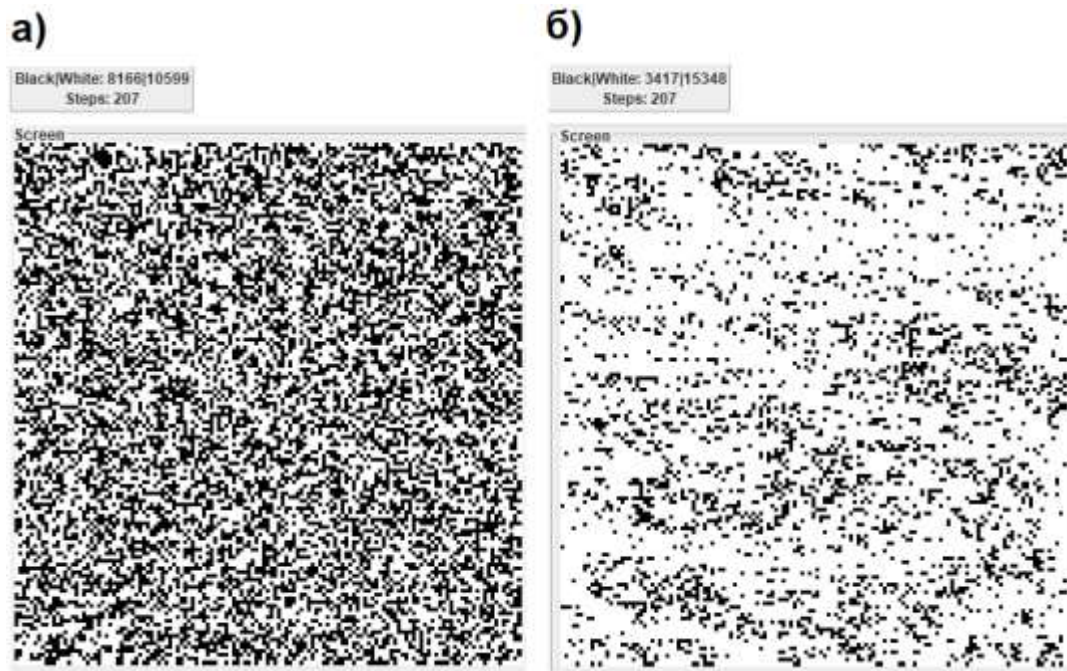 а)
Black|White: 8166|10599
Steps: 207
Screen
б)
Black|White: 3417|15348
Steps: 207
Screen